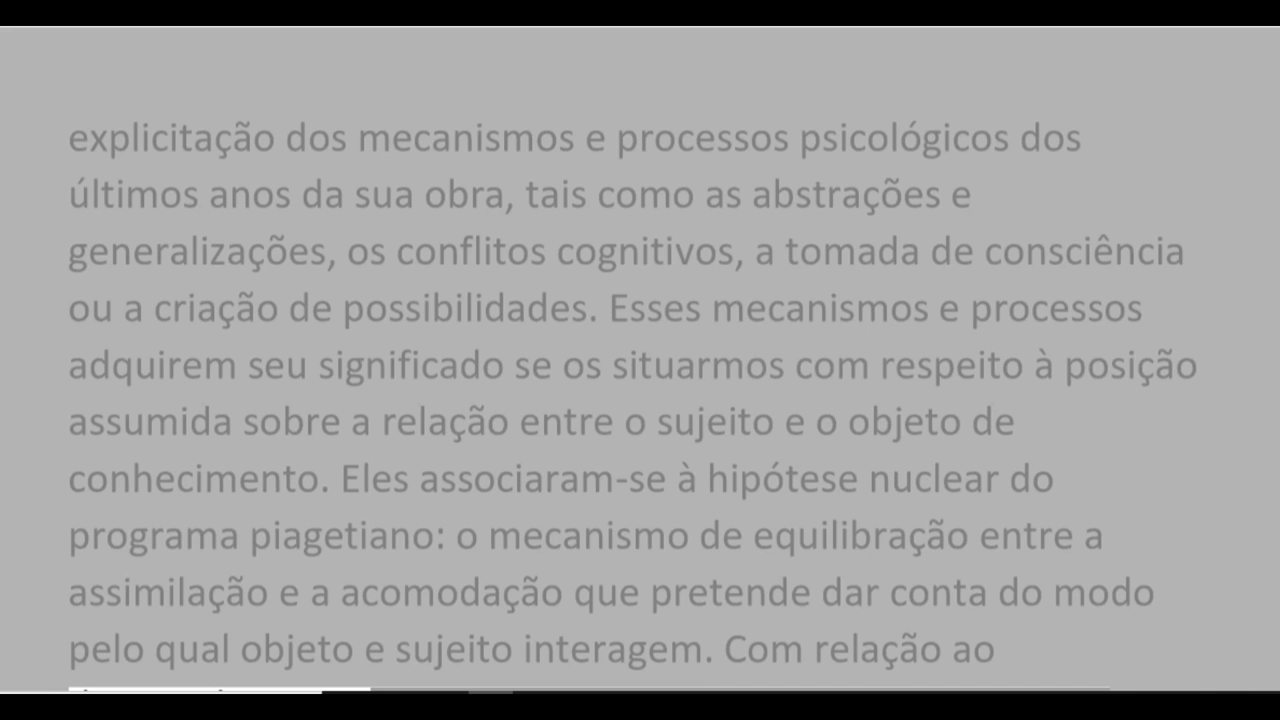 explicitação dos mecanismos e processos psicológicos dos
últimos anos da sua obra, tais como as abstrações e
generalizações, os conflitos cognitivos, a tomada de consciência
ou a criação de possibilidades. Esses mecanismos e processos
adquirem seu significado se os situarmos com respeito à posição
assumida sobre a relação entre o sujeito e o objeto de
conhecimento. Eles associaram-se à hipótese nuclear do
programa piagetiano: o mecanismo de equilibração entre a
assimilação e a acomodação que pretende dar conta do modo
pelo qual objeto e sujeito interagem. Com relação ao